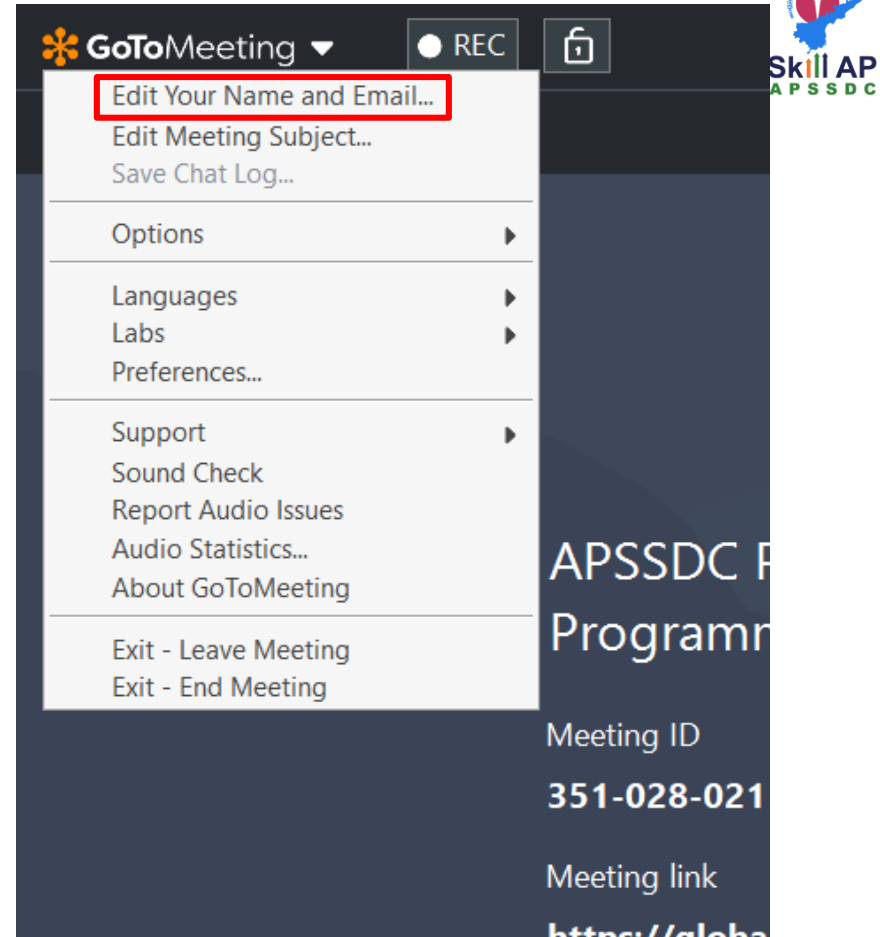 GoToMeeting
REC
Skill AP
APSSDC
Edit Your Name and Email...
Edit Meeting Subject...
Save Chat Log...
Options
Languages
Labs
Preferences...
Support
Sound Check
Report Audio Issues
Audio Statistics...
About GoToMeeting
Exit - Leave Meeting
Exit - End Meeting
APSSDC
Meeting ID
351-028-021
Meeting link